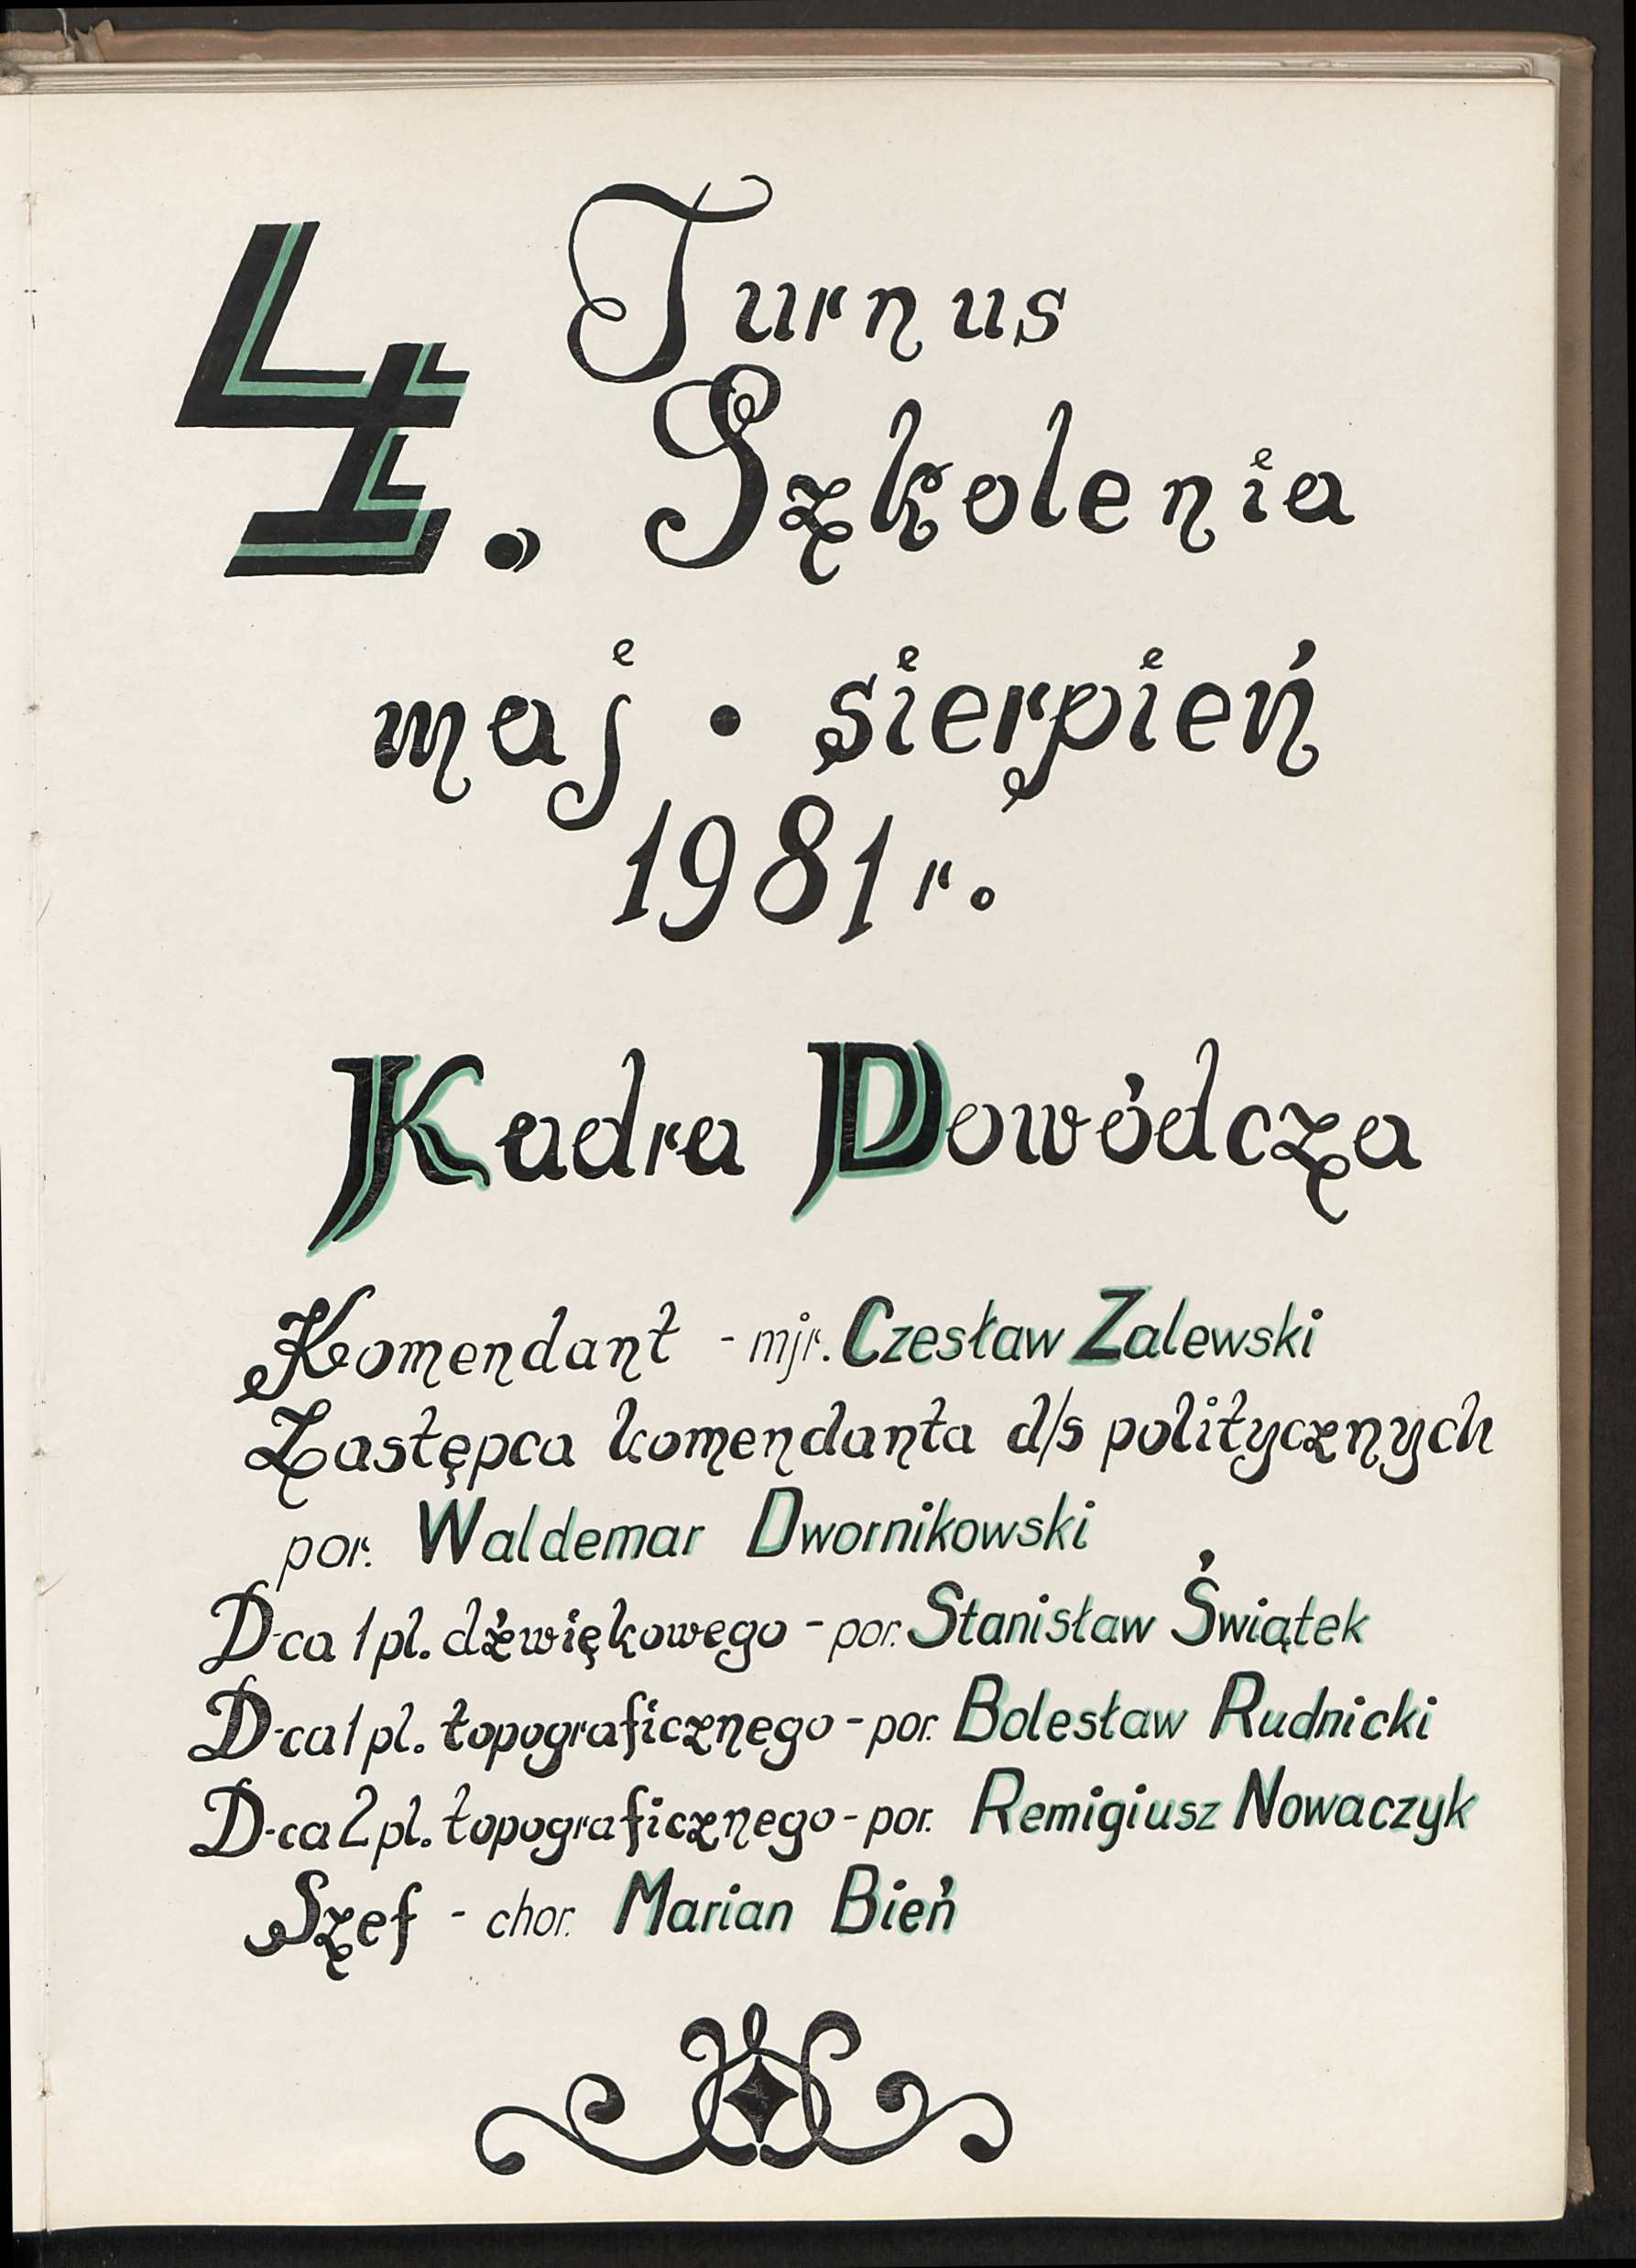 4. Turnus
Szkolenia
maj • sierpień
1981 r.
Kadra Dowódcza
Komendant - mjr. Czesław Zalewski
Zastępca komendanta d/s politycznych
por. Waldemar Dwornikowski
D-ca 1 pl. dźwiękowego - por. Stanisław Świątek
D-ca 1 pl. topograficznego - por. Bolesław Rudnicki
D-ca 2 pl. topograficznego - por. Remigiusz Nowaczyk
Szef - chor. Marian Bień